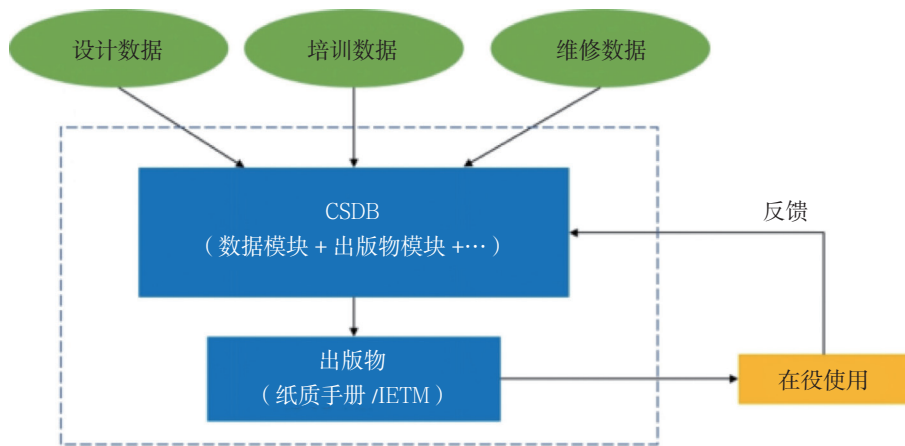 设计数据
培训数据
维修数据
CSDB
（数据模块 + 出版物模块 +…）
反馈
出版物
（纸质手册 /IETM）
在役使用